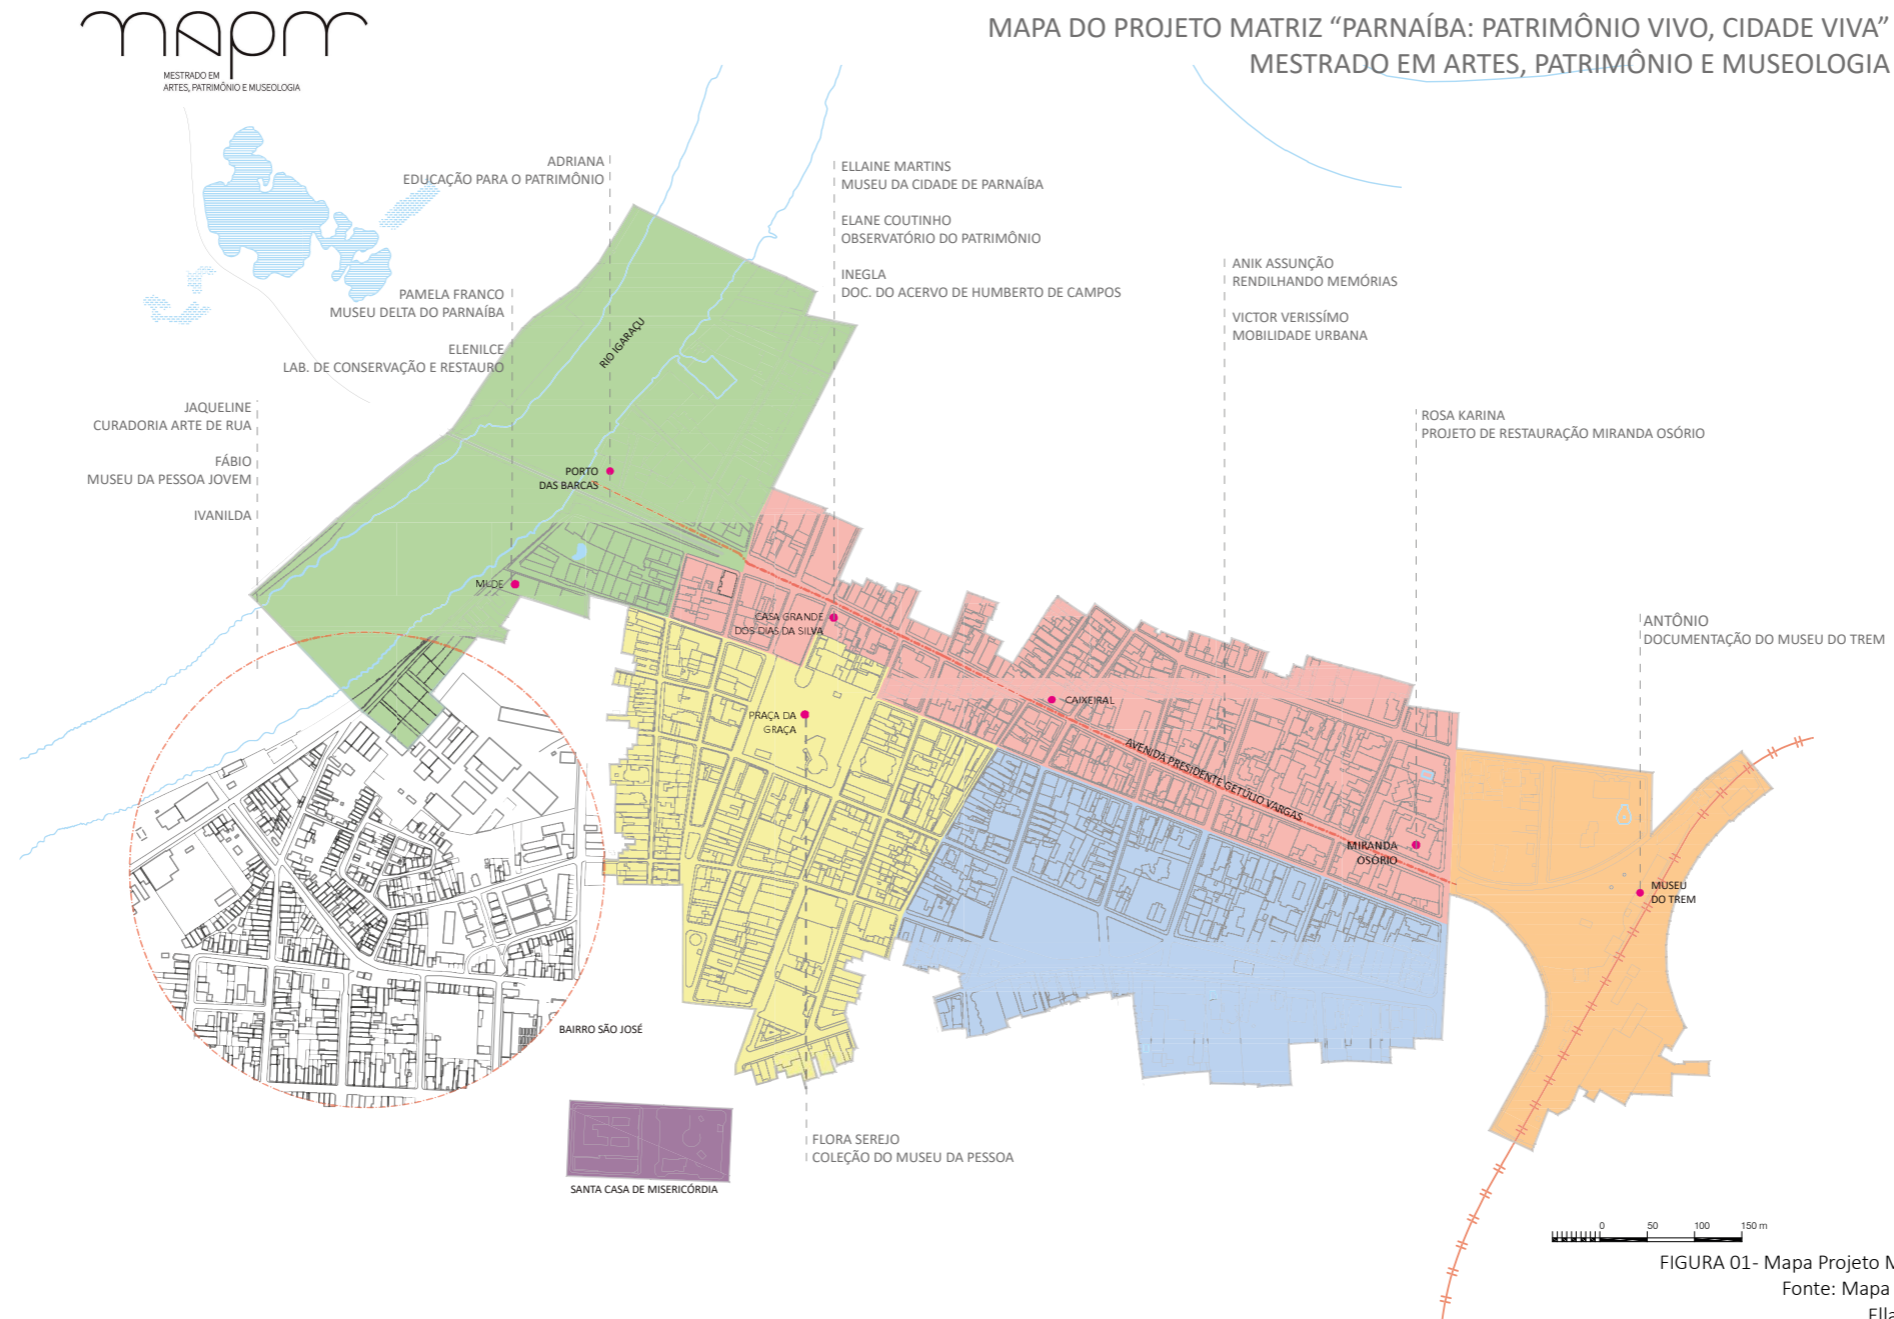 mapm
MESTRADO EM
ARTES, PATRIMÔNIO E MUSEOLOGIA
MAPA DO PROJETO MATRIZ “PARNAÍBA: PATRIMÔNIO VIVO, CIDADE VIVA”
MESTRADO EM ARTES, PATRIMÔNIO E MUSEOLOGIA
ADRIANA
EDUCAÇÃO PARA O PATRIMÔNIO
ELLAINE MARTINS
MUSEU DA CIDADE DE PARNAÍBA
ELANE COUTINHO
OBSERVATÓRIO DO PATRIMÔNIO
INEGLA
DOC. DO ACERVO DE HUMBERTO DE CAMPOS
ANIK ASSUNÇÃO
RENDILHANDO MEMÓRIAS
VICTOR VERISSÍMO
MOBILIDADE URBANA
PAMELA FRANCO
MUSEU DELTA DO PARNAÍBA
ELENILCE
LAB. DE CONSERVAÇÃO E RESTAURO
JAQUELINE
CURADORIA ARTE DE RUA
FÁBIO
MUSEU DA PESSOA JOVEM
IVANILDA
ROSA KARINA
PROJETO DE RESTAURAÇÃO MIRANDA OSÓRIO
ANTÔNIO
DOCUMENTAÇÃO DO MUSEU DO TREM
RIO IGARAÇU
PORTO
DAS BARCAS
MUDE
CASA GRANDE
DOS DIAS DA SILVA
PRAÇA DA
GRAÇA
CAIXEIRAL
AVENIDA PRESIDENTE GETÚLIO VARGAS
MIRANDA
OSÓRIO
MUSEU
DO TREM
BAIRRO SÃO JOSÉ
SANTA CASA DE MISERICÓRDIA
FLORA SEREJO
COLEÇÃO DO MUSEU DA PESSOA
0 50 100 150 m
FIGURA 01- Mapa Projeto M
Fonte: Mapa
Ella